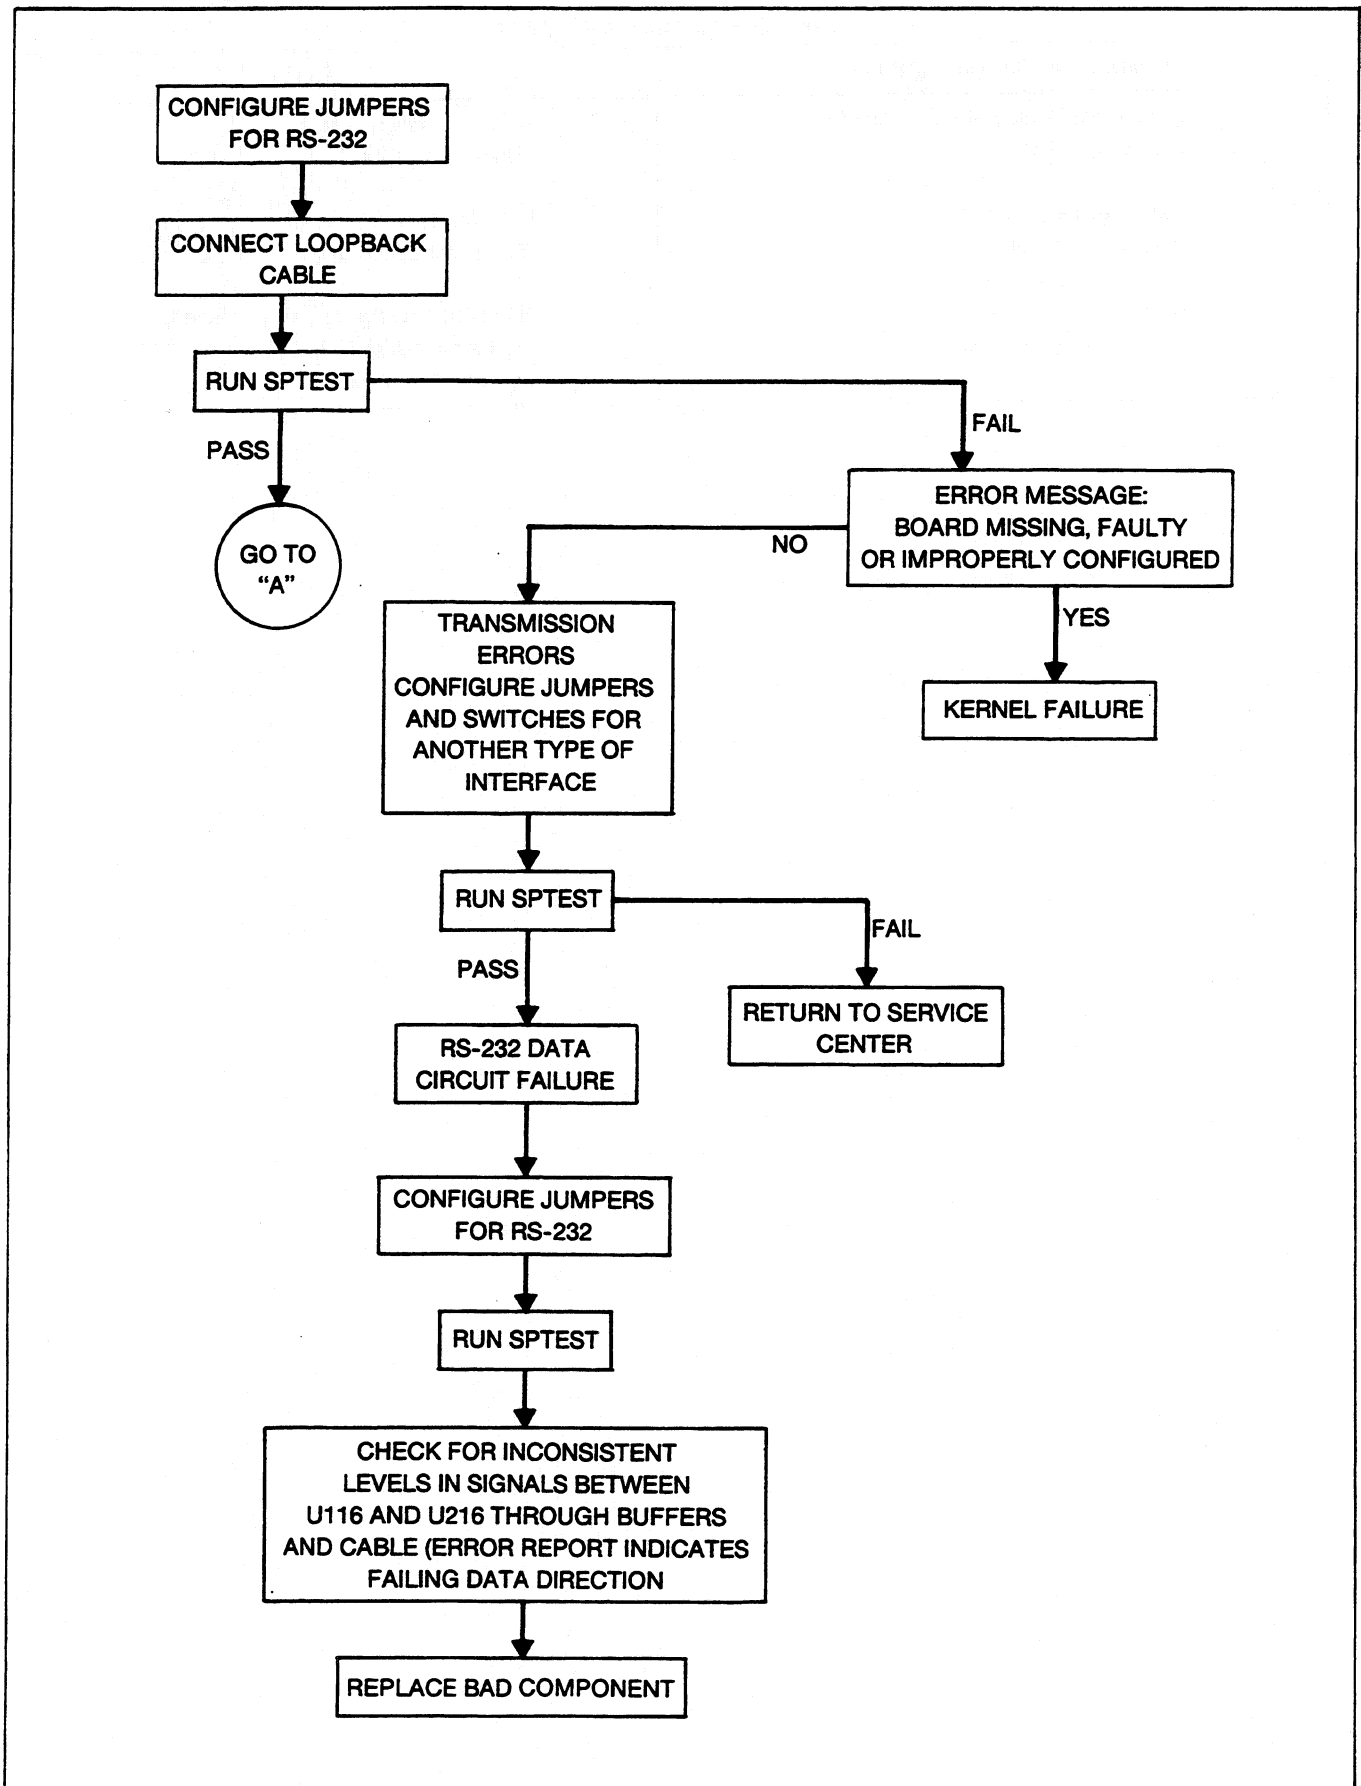 CONFIGURE JUMPERS
FOR RS-232
CONNECT LOOPBACK
CABLE
RUN SPTEST
FAIL
PASS
ERROR MESSAGE:
BOARD MISSING, FAULTY
OR IMPROPERLY CONFIGURED
NO
GO TO
“A”
YES
TRANSMISSION
ERRORS
CONFIGURE JUMPERS
AND SWITCHES FOR
ANOTHER TYPE OF
INTERFACE
KERNEL FAILURE
RUN SPTEST
FAIL
PASS
RETURN TO SERVICE
CENTER
RS-232 DATA
CIRCUIT FAILURE
CONFIGURE JUMPERS
FOR RS-232
RUN SPTEST
CHECK FOR INCONSISTENT
LEVELS IN SIGNALS BETWEEN
U116 AND U216 THROUGH BUFFERS
AND CABLE (ERROR REPORT INDICATES
FAILING DATA DIRECTION
REPLACE BAD COMPONENT